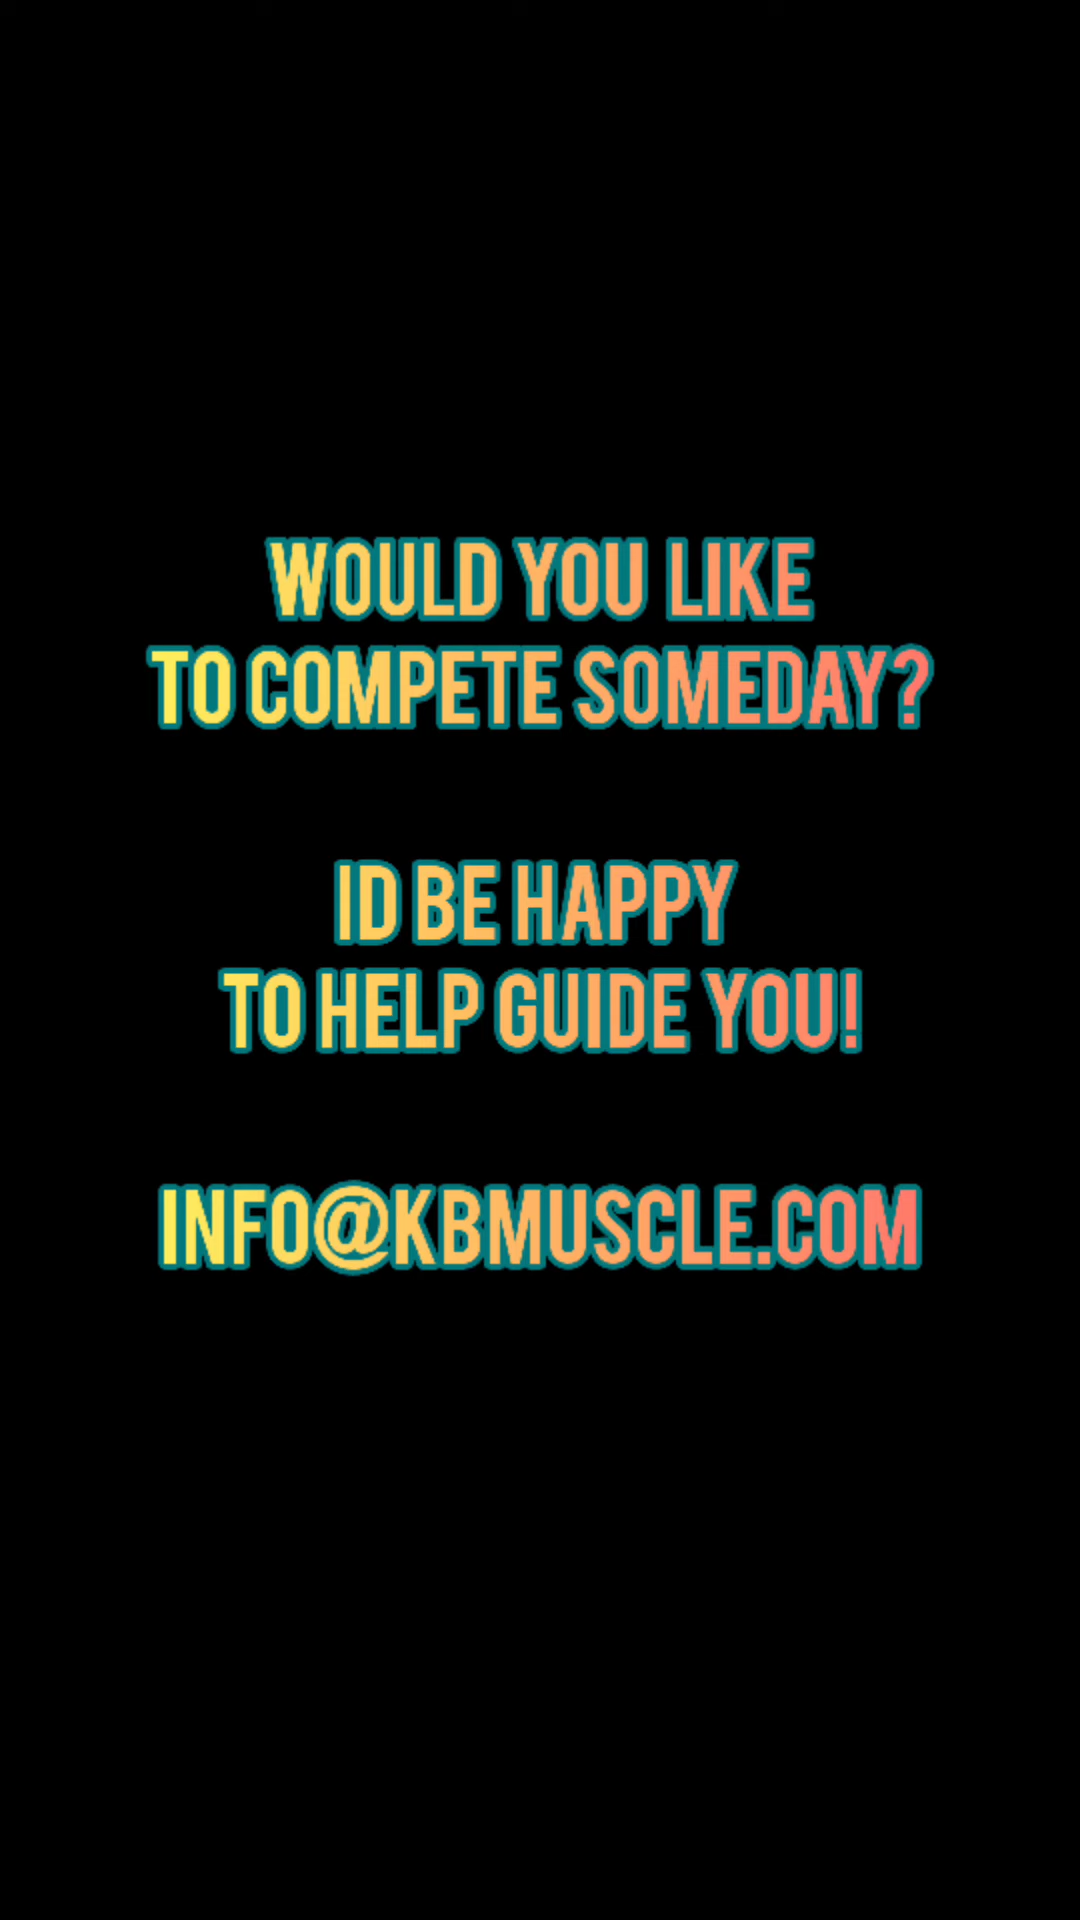 WOULD YOU LIKE
TO COMPETE SOMEDAY?
ID BE HAPPY
TO HELP GUIDE YOU!
INFO@KBMUSCLE.COM